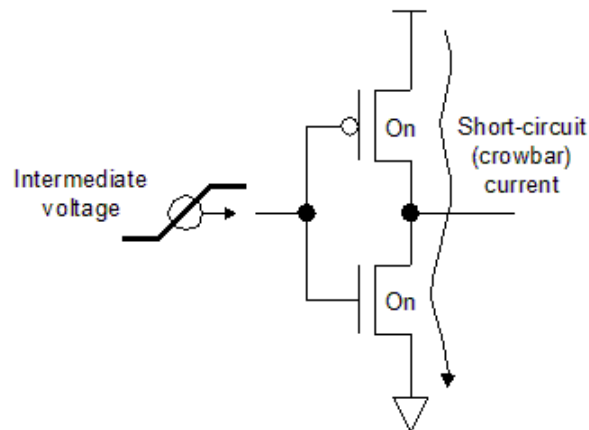 On
Short-circuit
(crowbar)
current
Intermediate
voltage
On